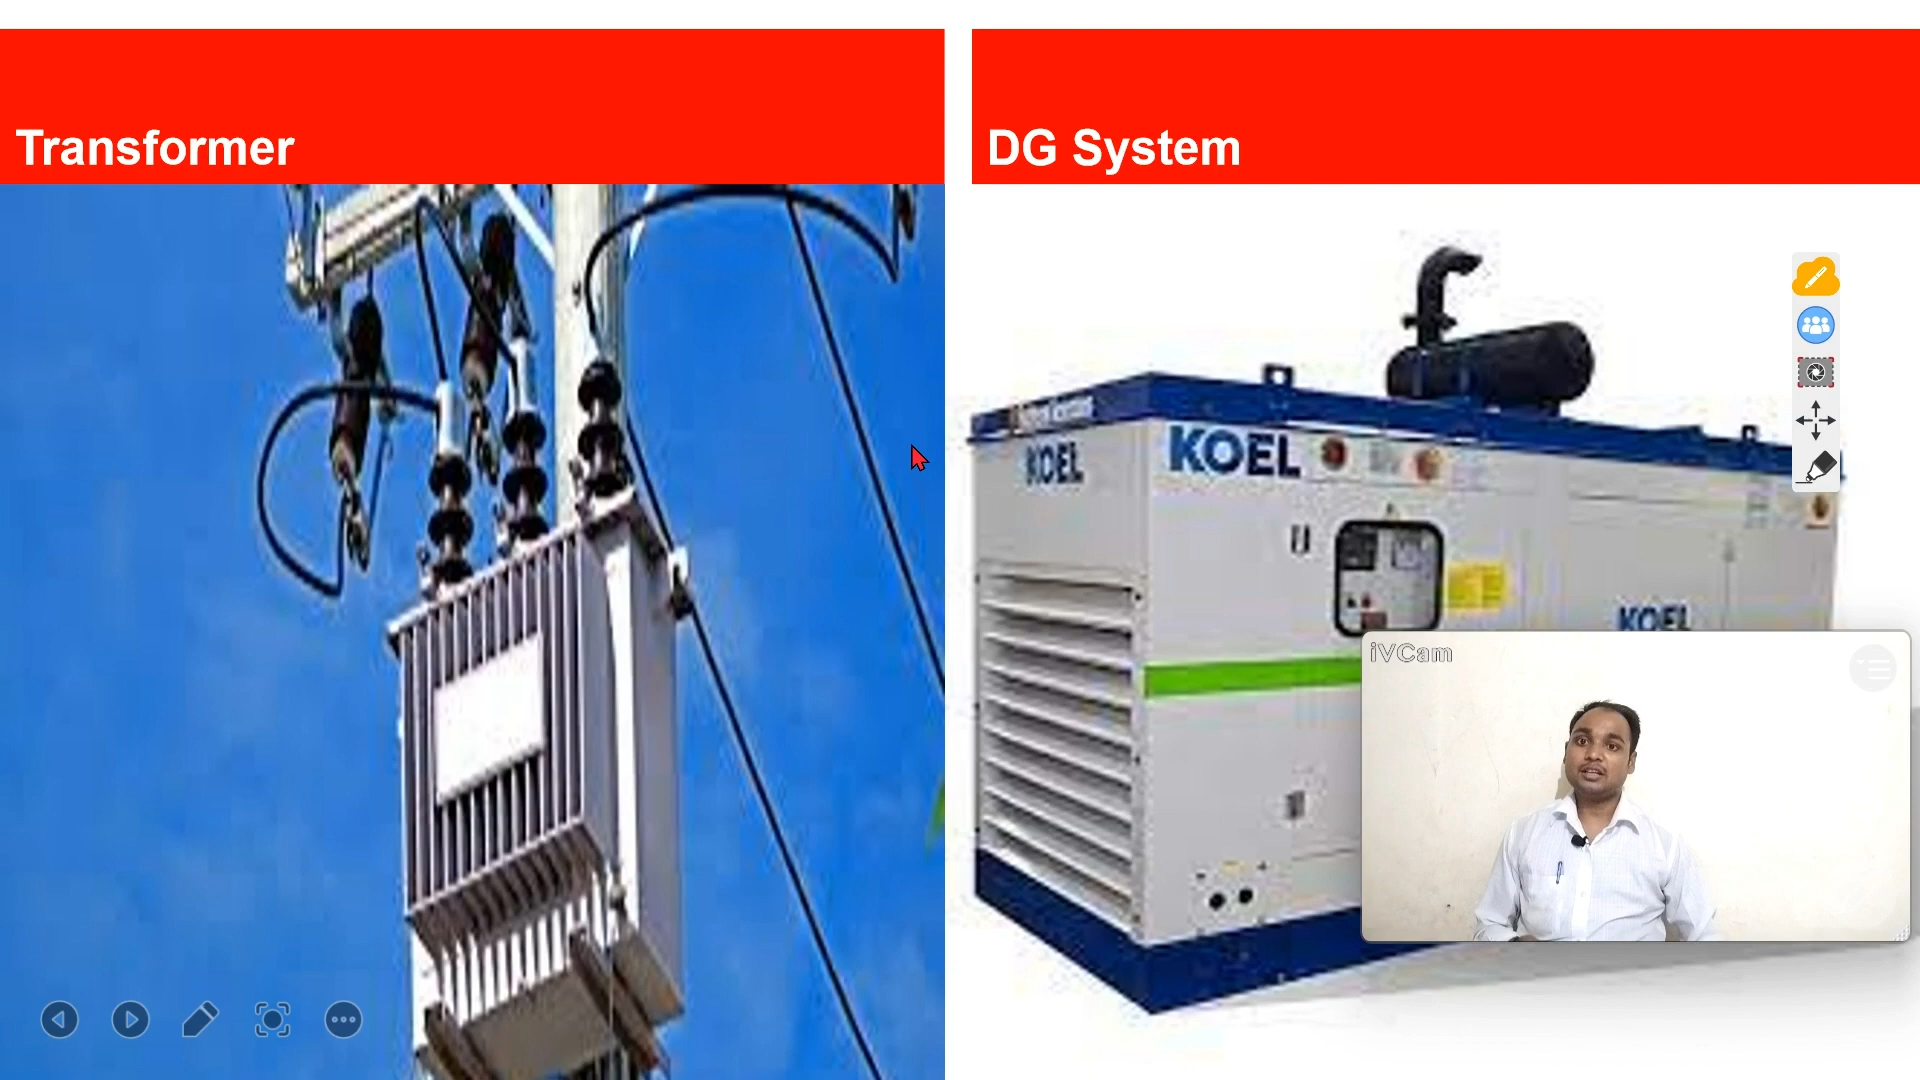 Transformer
DG System
KOEL
KOEL
KOEL
iVCam